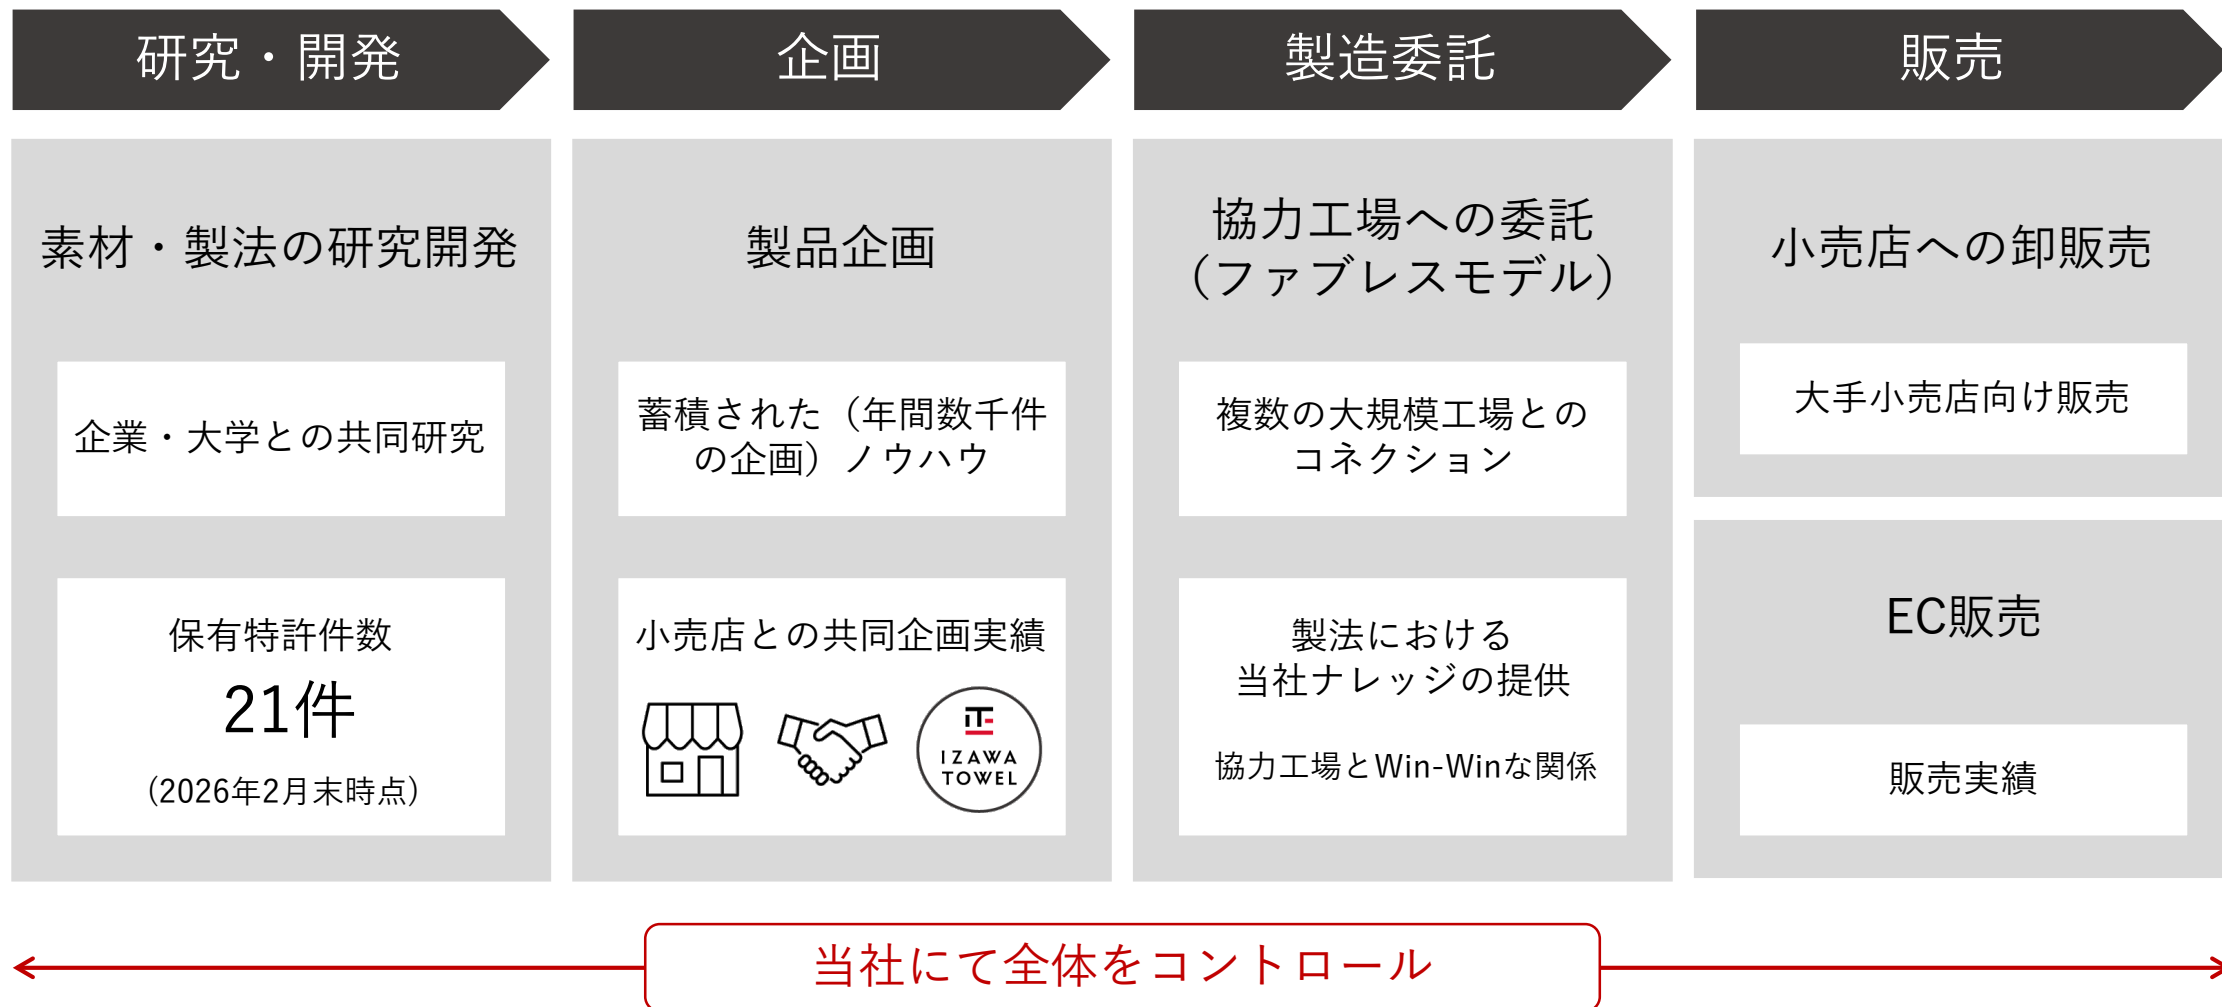 研究・開発
企画
製造委託
販売
素材・製法の研究開発
企業・大学との共同研究
保有特許件数
21件
（2026年2月末時点）
製品企画
蓄積された（年間数千件
の企画）ノウハウ
小売店との共同企画実績
IZAWA
TOWEL
協力工場への委託
（ファブレスモデル）
複数の大規模工場との
コネクション
製法における
当社ナレッジの提供
協力工場とWin-Winな関係
小売店への卸販売
大手小売店向け販売
EC販売
販売実績
当社にて全体をコントロール